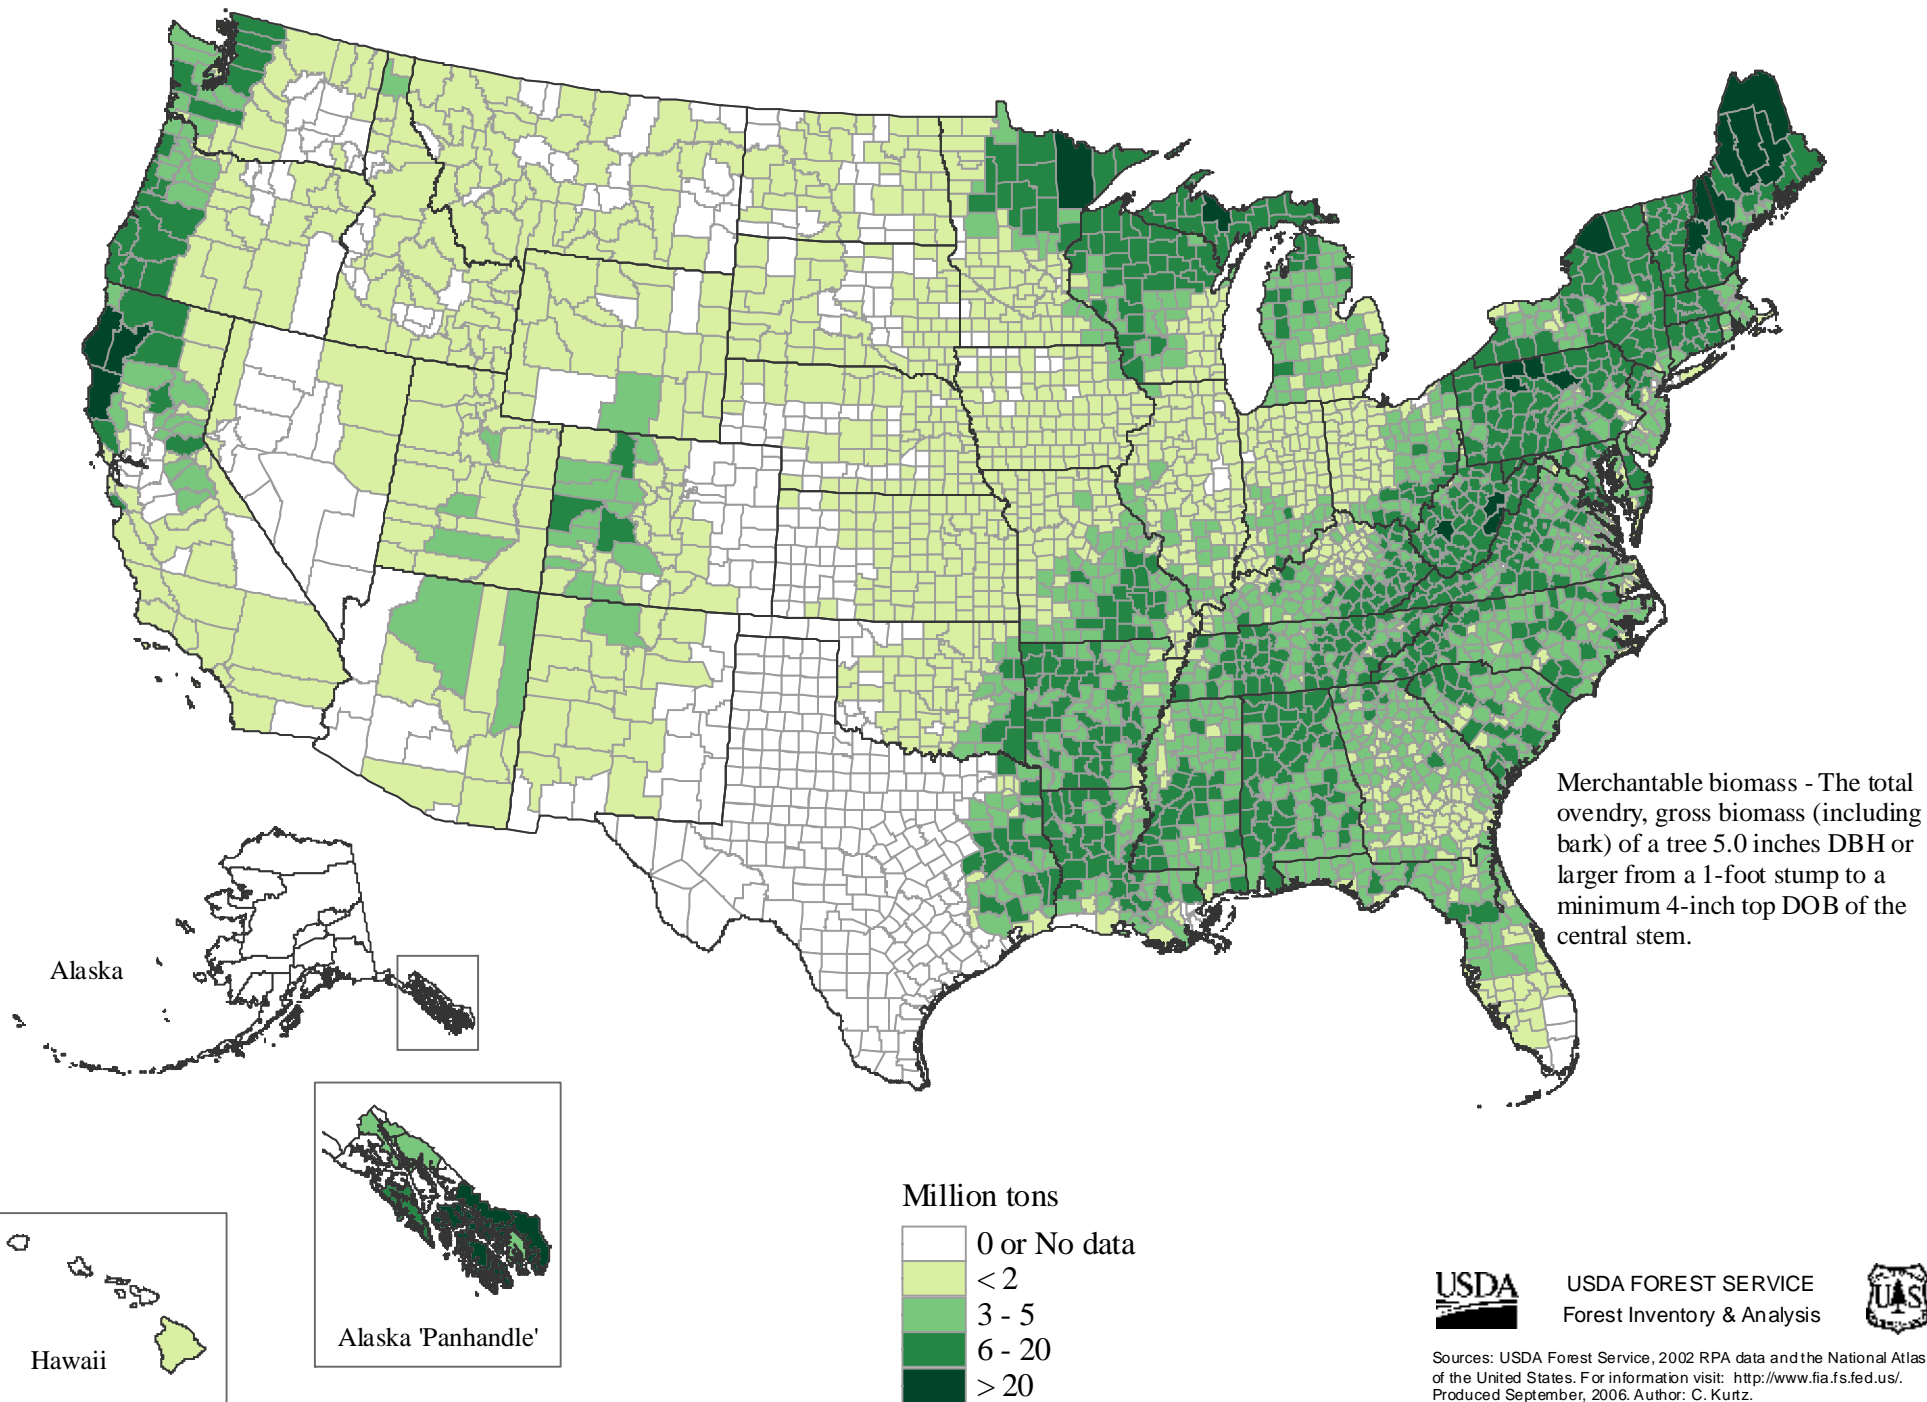 Merchantable biomass - The total
ovendry, gross biomass (including
bark) of a tree 5.0 inches DBH or
larger from a 1-foot stump to a
minimum 4-inch top DOB of the
central stem.
Alaska
Alaska 'Panhandle'
Hawaii
Million tons
0 or No data
< 2
3 - 5
6 - 20
> 20
USDA
USDA FOREST SERVICE
Forest Inventory & Analysis
US
Sources: USDA Forest Service, 2002 RPA data and the National Atlas
of the United States. For information visit: http://www.fia.fs.fed.us/.
Produced September, 2006. Author: C. Kurtz.